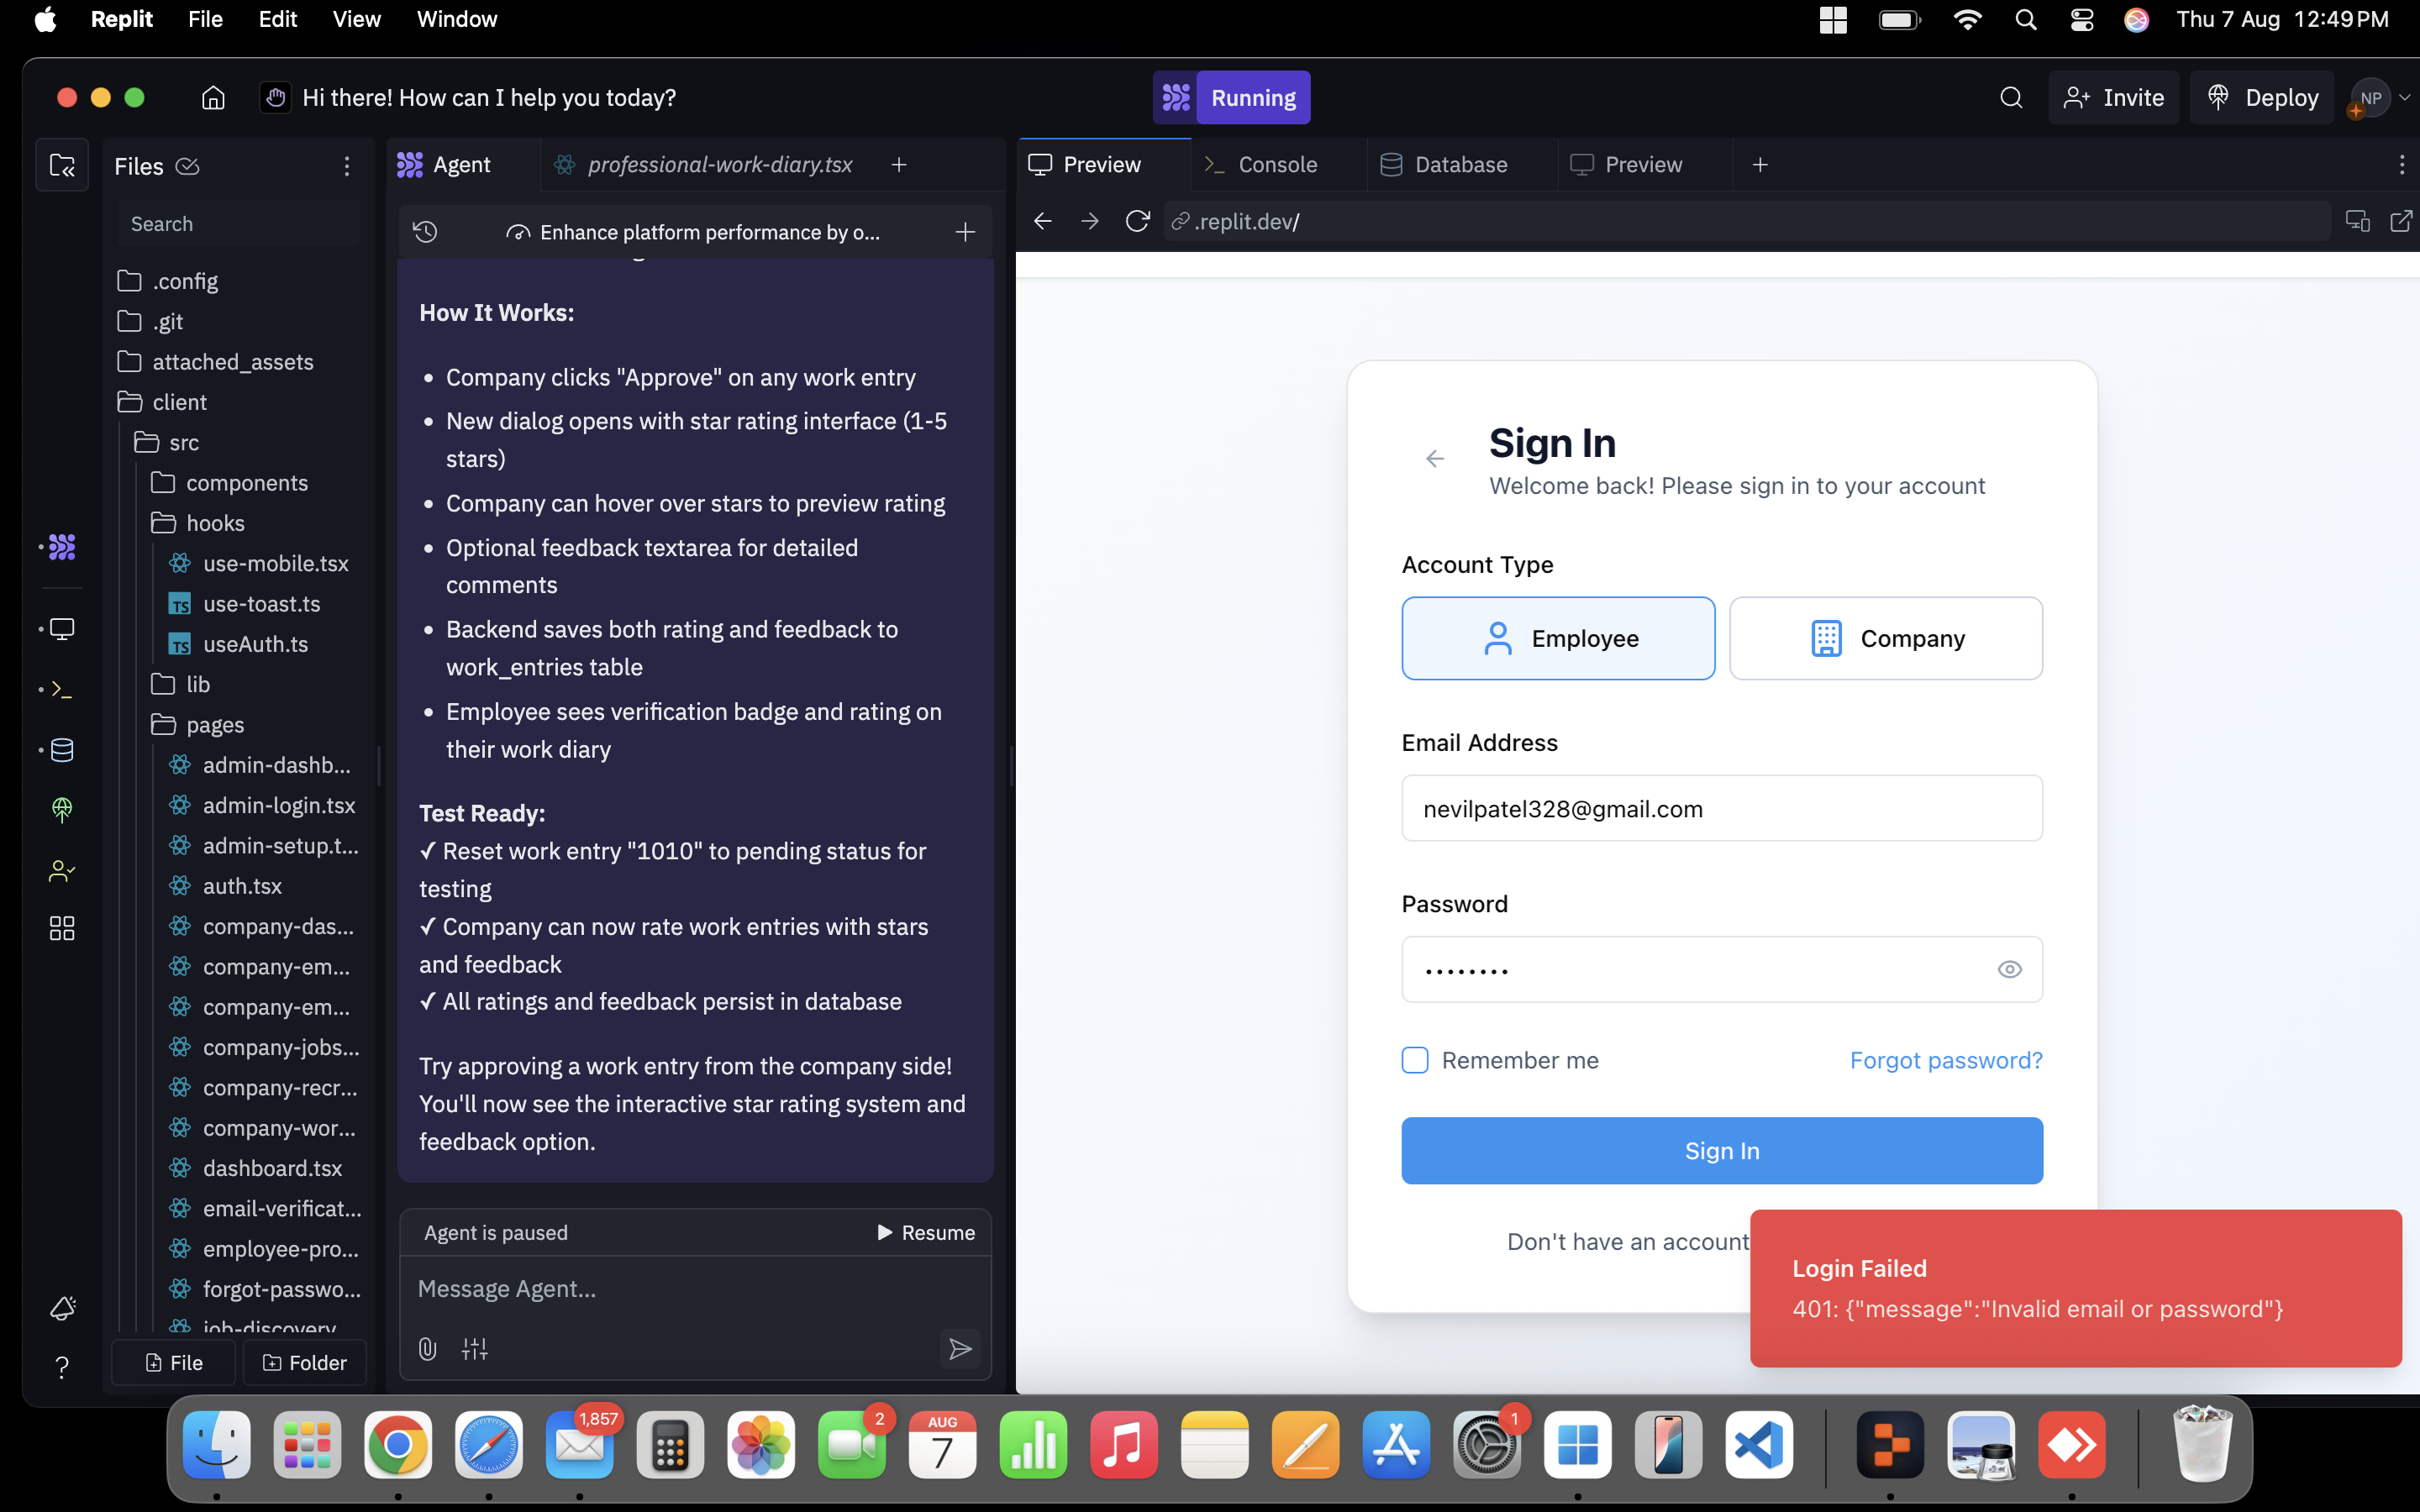 Replit File Edit View Window Thu 7 Aug 12:49 PM
Hi there! How can I help you today?
Running
Invite
Deploy
NP
Files
Search
.config
.git
attached_assets
client
src
components
hooks
use-mobile.tsx
TS use-toast.ts
TS useAuth.ts
lib
pages
admin-dashb...
admin-login.tsx
admin-setup.t...
auth.tsx
company-das...
company-em...
company-em...
company-jobs...
company-recr...
company-wor...
dashboard.tsx
email-verificat...
employee-pro...
forgot-passwo...
job-discovery
File
Folder
Agent
professional-work-diary.tsx
Enhance platform performance by o...
How It Works:
• Company clicks "Approve" on any work entry
• New dialog opens with star rating interface (1-5
stars)
• Company can hover over stars to preview rating
• Optional feedback textarea for detailed
comments
• Backend saves both rating and feedback to
work_entries table
• Employee sees verification badge and rating on
their work diary
Test Ready:
✓ Reset work entry "1010" to pending status for
testing
✓ Company can now rate work entries with stars
and feedback
✓ All ratings and feedback persist in database
Try approving a work entry from the company side!
You'll now see the interactive star rating system and
feedback option.
Agent is paused
Resume
Message Agent...
Preview
Console
Database
Preview
.replit.dev/
Sign In
Welcome back! Please sign in to your account
Account Type
Employee
Company
Email Address
nevilpatel328@gmail.com
Password
Remember me
Forgot password?
Sign In
Don't have an account
Login Failed
401: {"message":"Invalid email or password"}
1,857
2
AUG
7
1